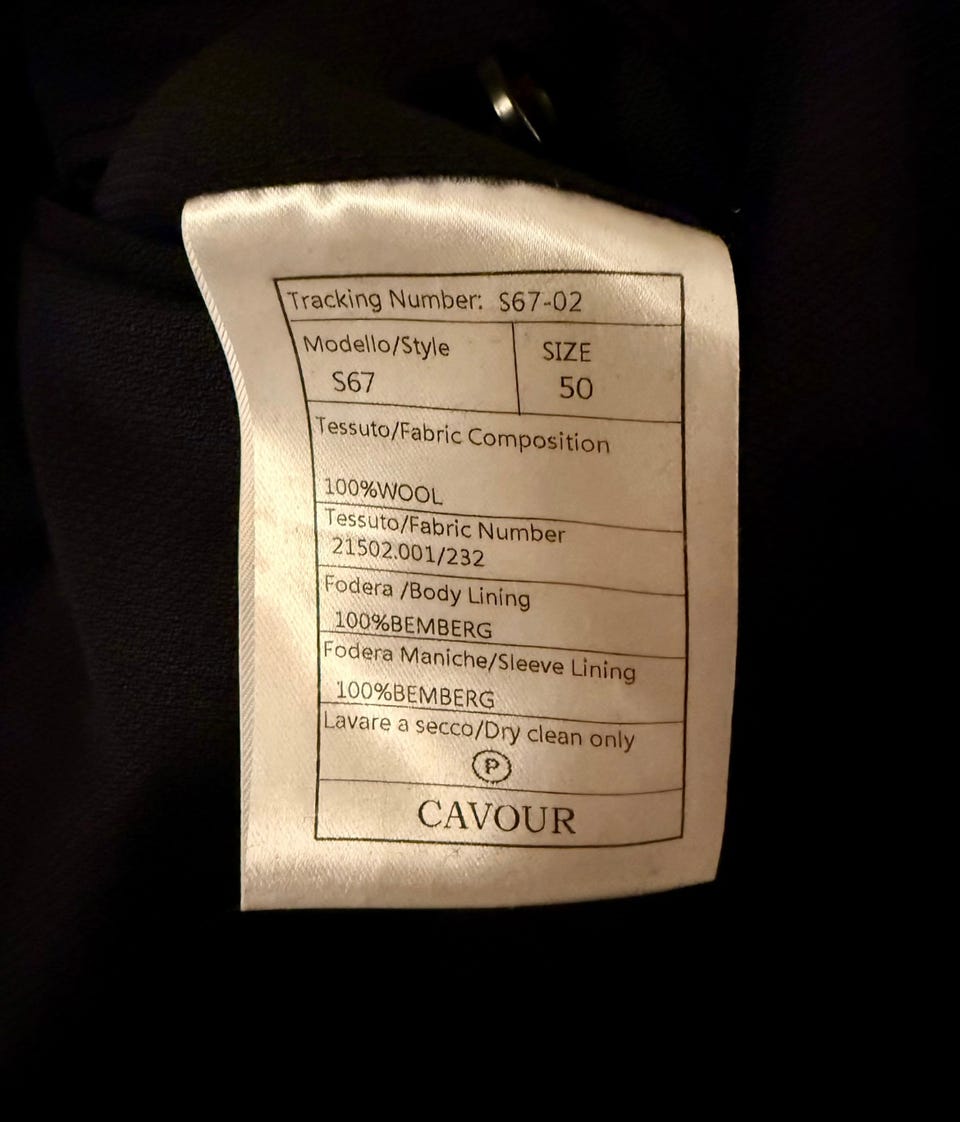 Tracking Number: S67-02
Modello/Style
SIZE
S67
50
Tessuto/Fabric Composition
100%WOOL
Tessuto/Fabric Number
21502.001/232
Fodera /Body Lining
100%BEMBERG
Fodera Maniche/Sleeve Lining
100%BEMBERG
Lavare a secco/Dry clean only
P
CAVOUR